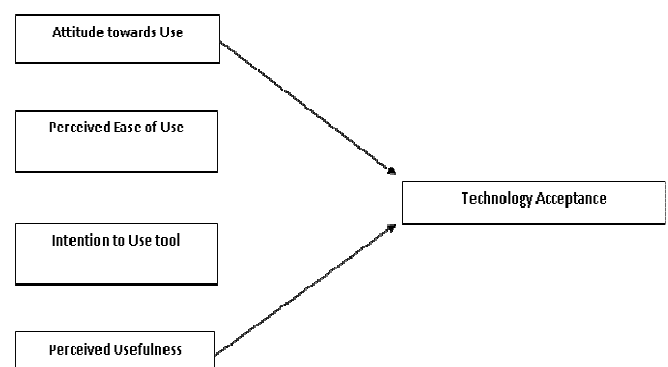 Attitude towards Use
Perceived Ease of Use
Technology Acceptance
Intention to Use tool
Perceived Usefulness